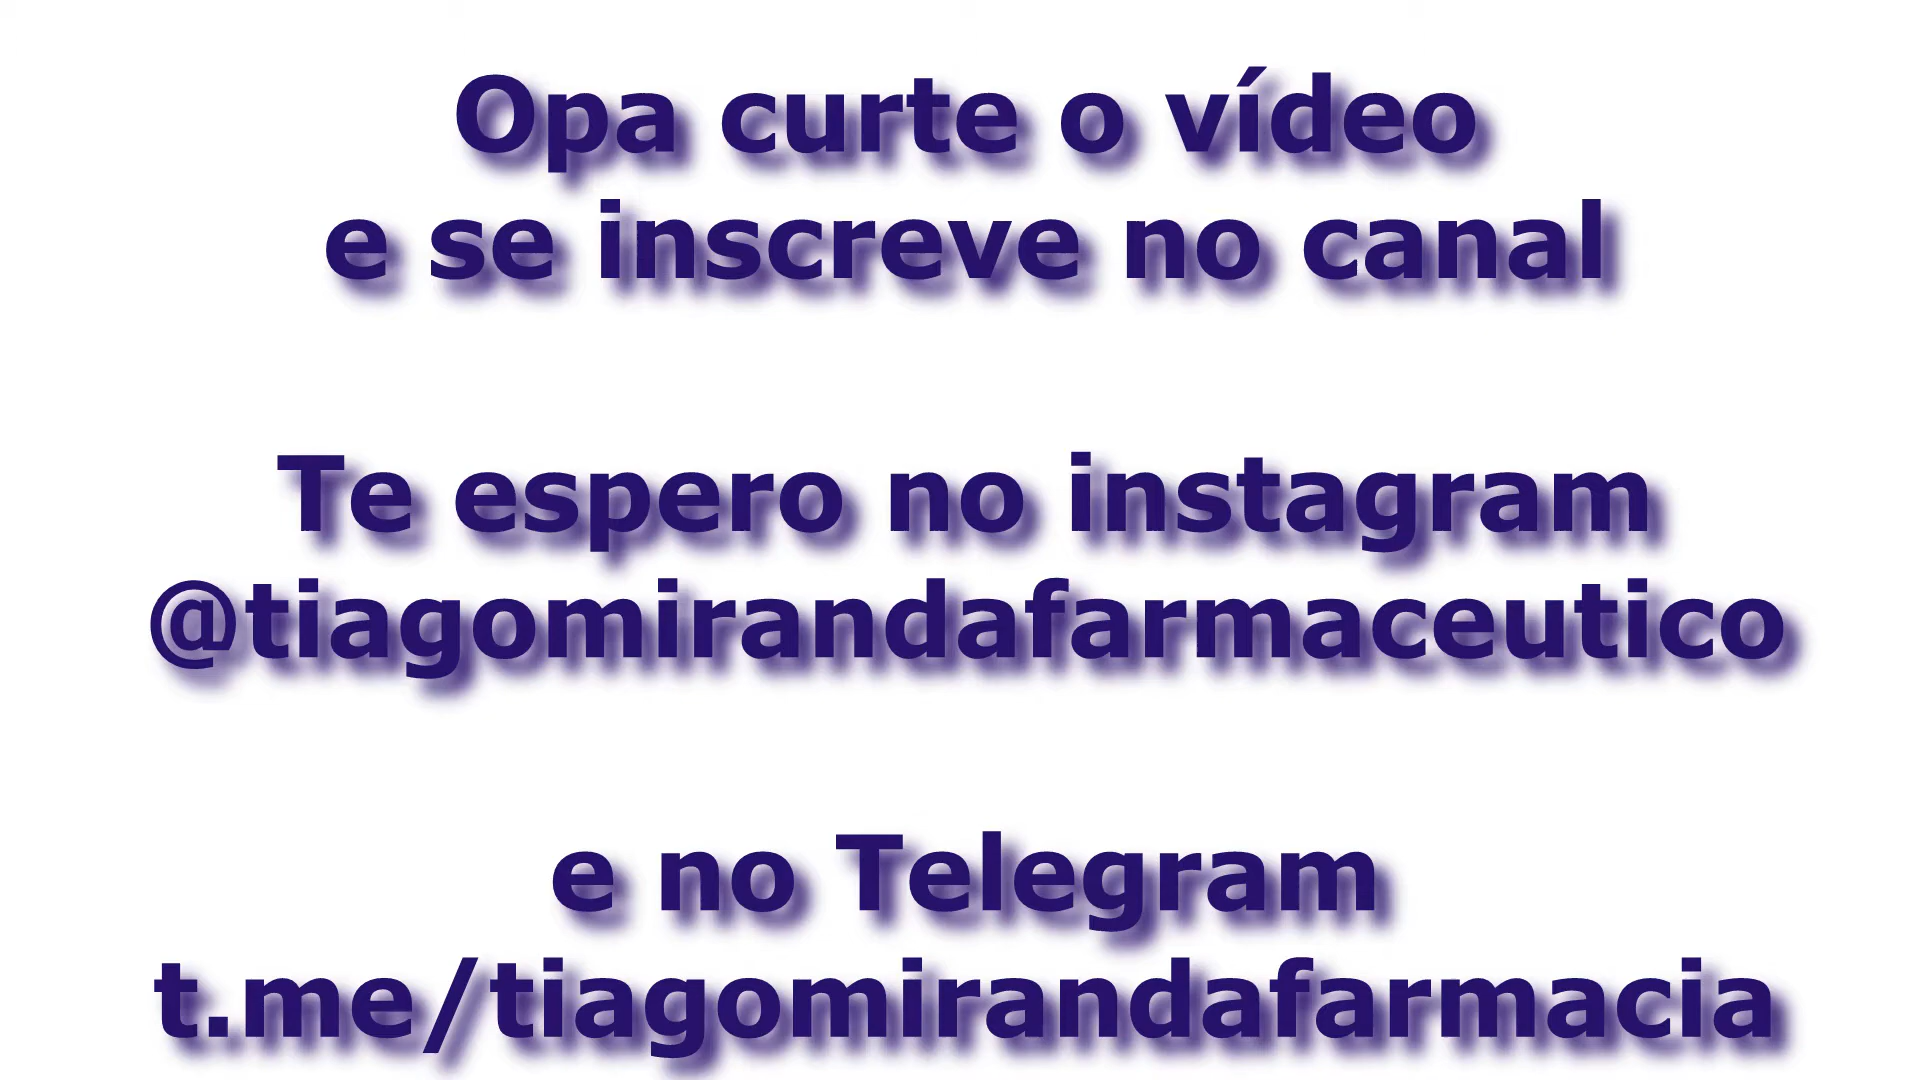 Opa curte o vídeo
e se inscreve no canal
Te espero no instagram
@tiagomirandafarmaceutico
e no Telegram
t.me/tiagomirandafarmacia